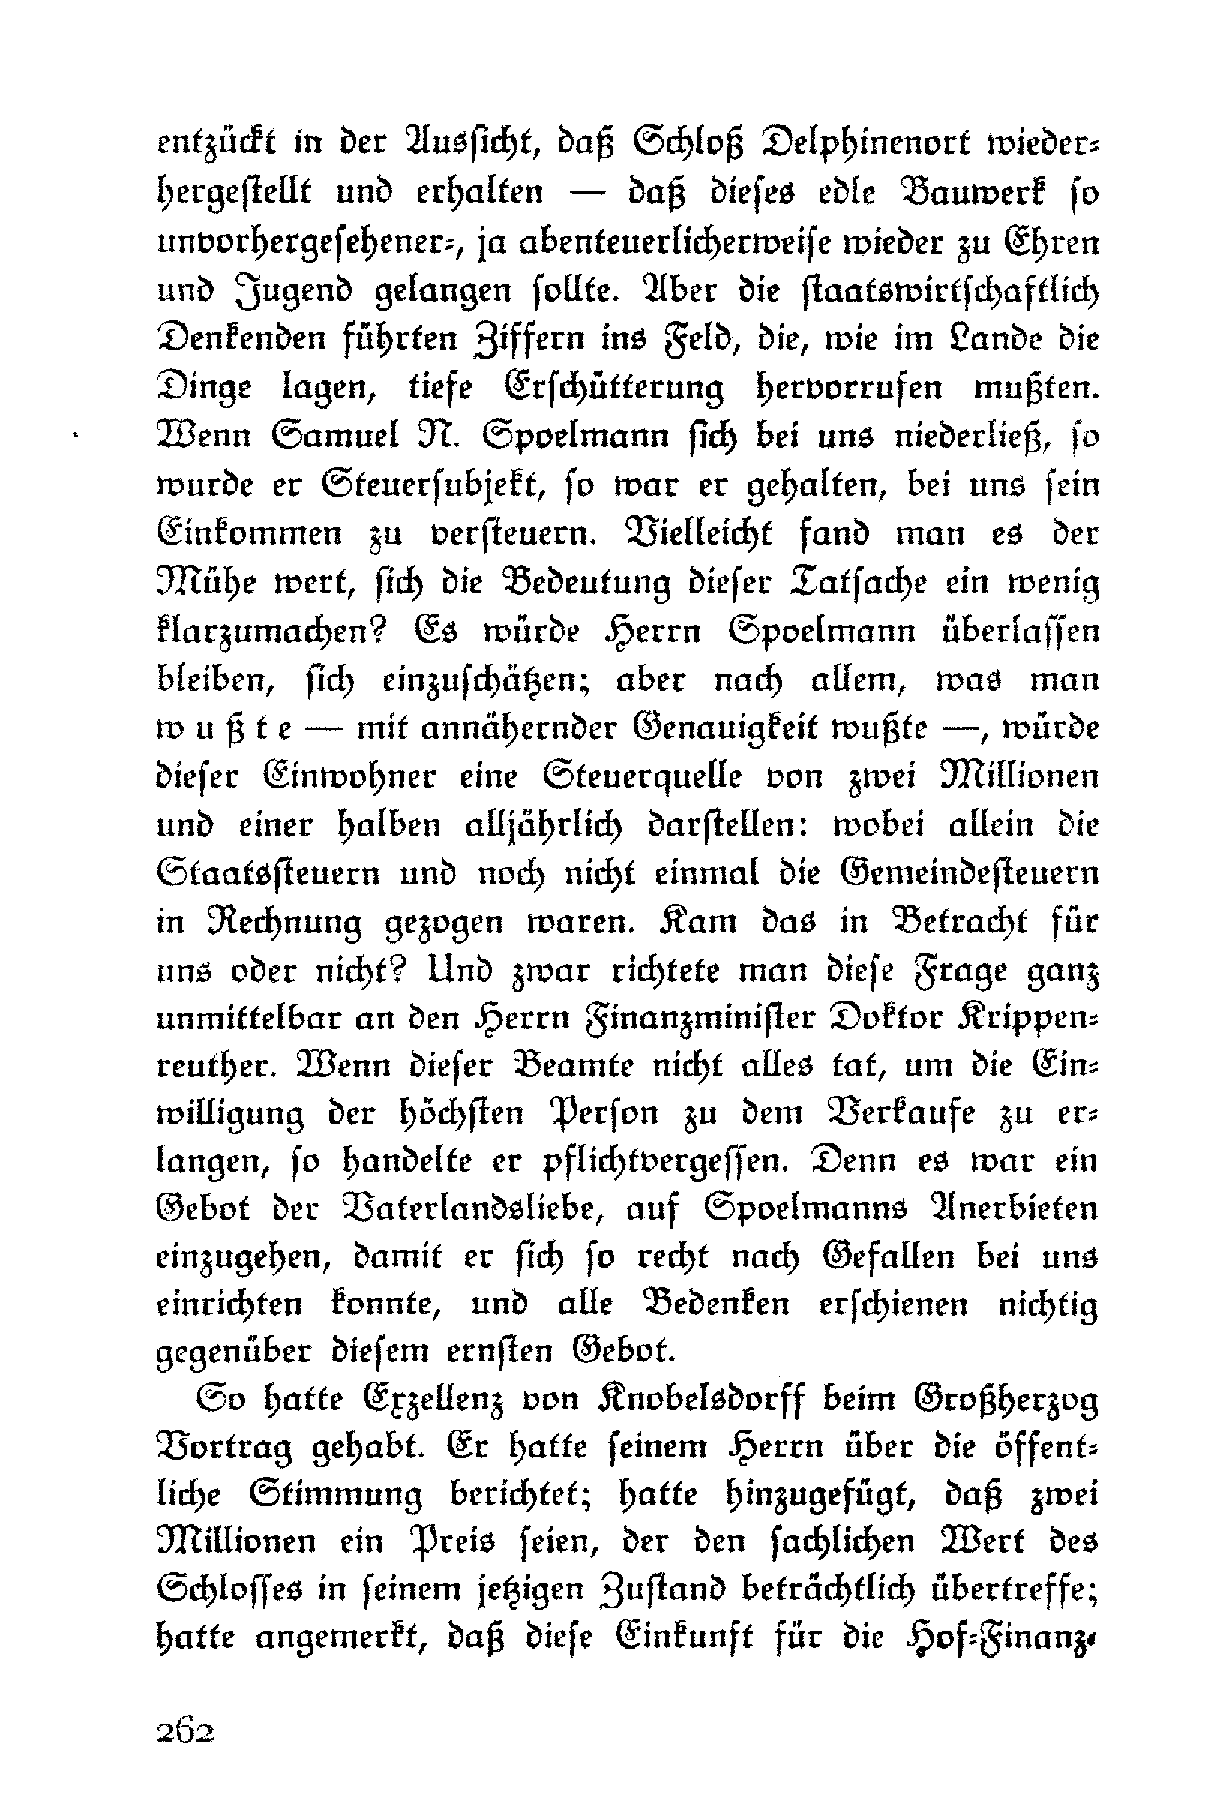 entzückt in der Ausſicht, daß Schloß Delphinenort wieder⸗
hergeſtellt und erhalten — daß dieſes edle Bauwerk ſo
unvorhergeſehener⸗, ja abenteuerlicherweiſe wieder zu Ehren
und Jugend gelangen ſollte. Aber die ſtaatswirtſchaftlich
Denkenden führten Ziffern ins Feld, die, wie im Lande die
Dinge lagen, tiefe Erſchütterung hervorrufen mußten.
Wenn Samuel N. Spoelmann ſich bei uns niederließ, ſo
wurde er Steuerſubjekt, ſo war er gehalten, bei uns ſein
Einkommen zu verſteuern. Vielleicht fand man es der
Mühe wert, ſich die Bedeutung dieſer Tatſache ein wenig
klarzumachen? Es würde Herrn Spoelmann überlaſſen
bleiben, ſich einzuſchätzen; aber nach allem, was man
w u ß t e — mit annähernder Genauigkeit wußte —, würde
dieſer Einwohner eine Steuerquelle von zwei Millionen
und einer halben alljährlich darſtellen: wobei allein die
Staatsſteuern und noch nicht einmal die Gemeindeſteuern
in Rechnung gezogen waren. Kam das in Betracht für
uns oder nicht? Und zwar richtete man dieſe Frage ganz
unmittelbar an den Herrn Finanzminiſter Doktor Krippen⸗
reuther. Wenn dieſer Beamte nicht alles tat, um die Ein⸗
willigung der höchſten Perſon zu dem Verkaufe zu er⸗
langen, ſo handelte er pflichtvergeſſen. Denn es war ein
Gebot der Vaterlandsliebe, auf Spoelmanns Anerbieten
einzugehen, damit er ſich ſo recht nach Gefallen bei uns
einrichten konnte, und alle Bedenken erſchienen nichtig
gegenüber dieſem ernſten Gebot.
So hatte Exzellenz von Knobelsdorff beim Großherzog
Vortrag gehabt. Er hatte ſeinem Herrn über die öffent⸗
liche Stimmung berichtet; hatte hinzugefügt, daß zwei
Millionen ein Preis ſeien, der den ſachlichen Wert des
Schloſſes in ſeinem jetzigen Zuſtand beträchtlich übertreffe;
hatte angemerkt, daß dieſe Einkunft für die Hof⸗Finanz⸗
262